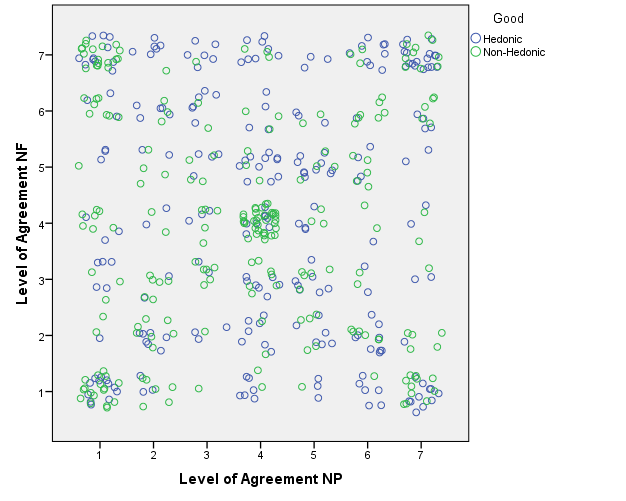 Good
Hedonic
Non-Hedonic
Level of Agreement NF
7
6
5
4
3
2
1
1 2 3 4 5 6 7
Level of Agreement NP